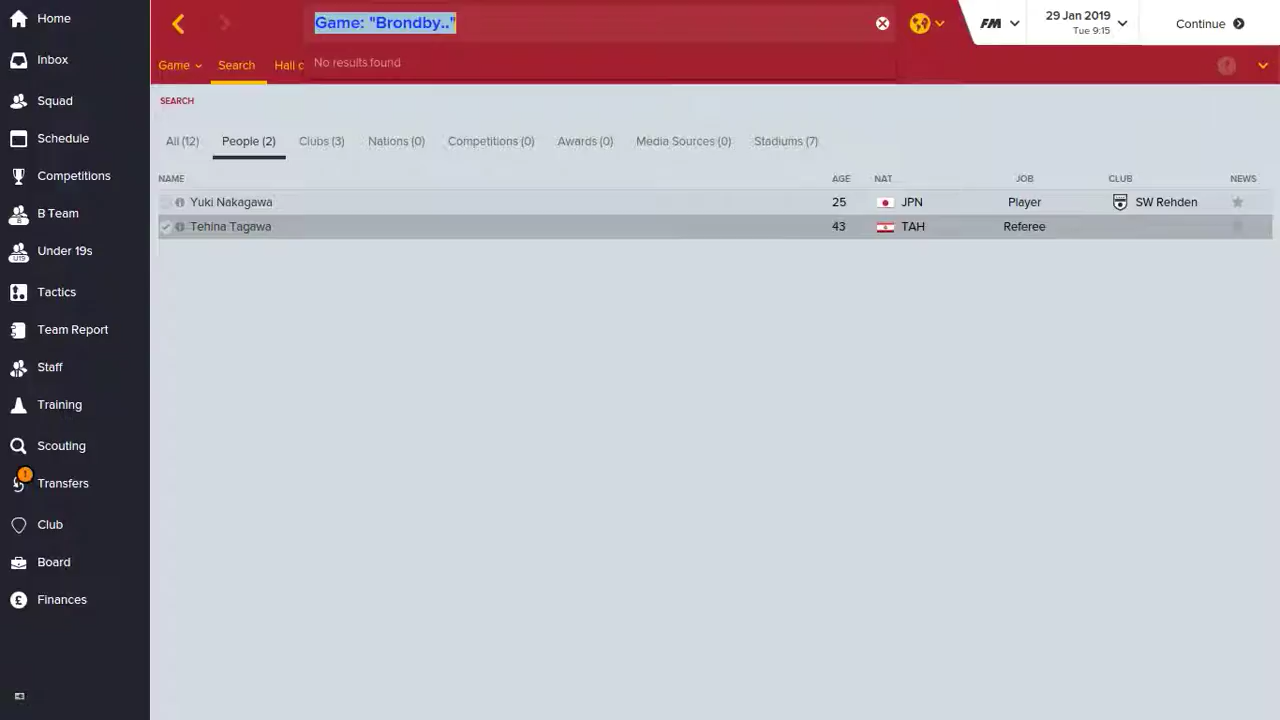 Home
Inbox
Squad
Schedule
Competitions
B Team
B
Under 19s
U19
Tactics
Team Report
Staff
Training
Scouting
!
Transfers
Club
Board
£ Finances
Game: "Brondby.."
No results found
FM
29 Jan 2019
Tue 9:15
Continue
Game Search Hall c
SEARCH
All (12) People (2) Clubs (3) Nations (0) Competitions (0) Awards (0) Media Sources (0) Stadiums (7)
NAME AGE NAT JOB CLUB NEWS
Yuki Nakagawa 25 JPN Player SW Rehden
Tehina Tagawa 43 TAH Referee